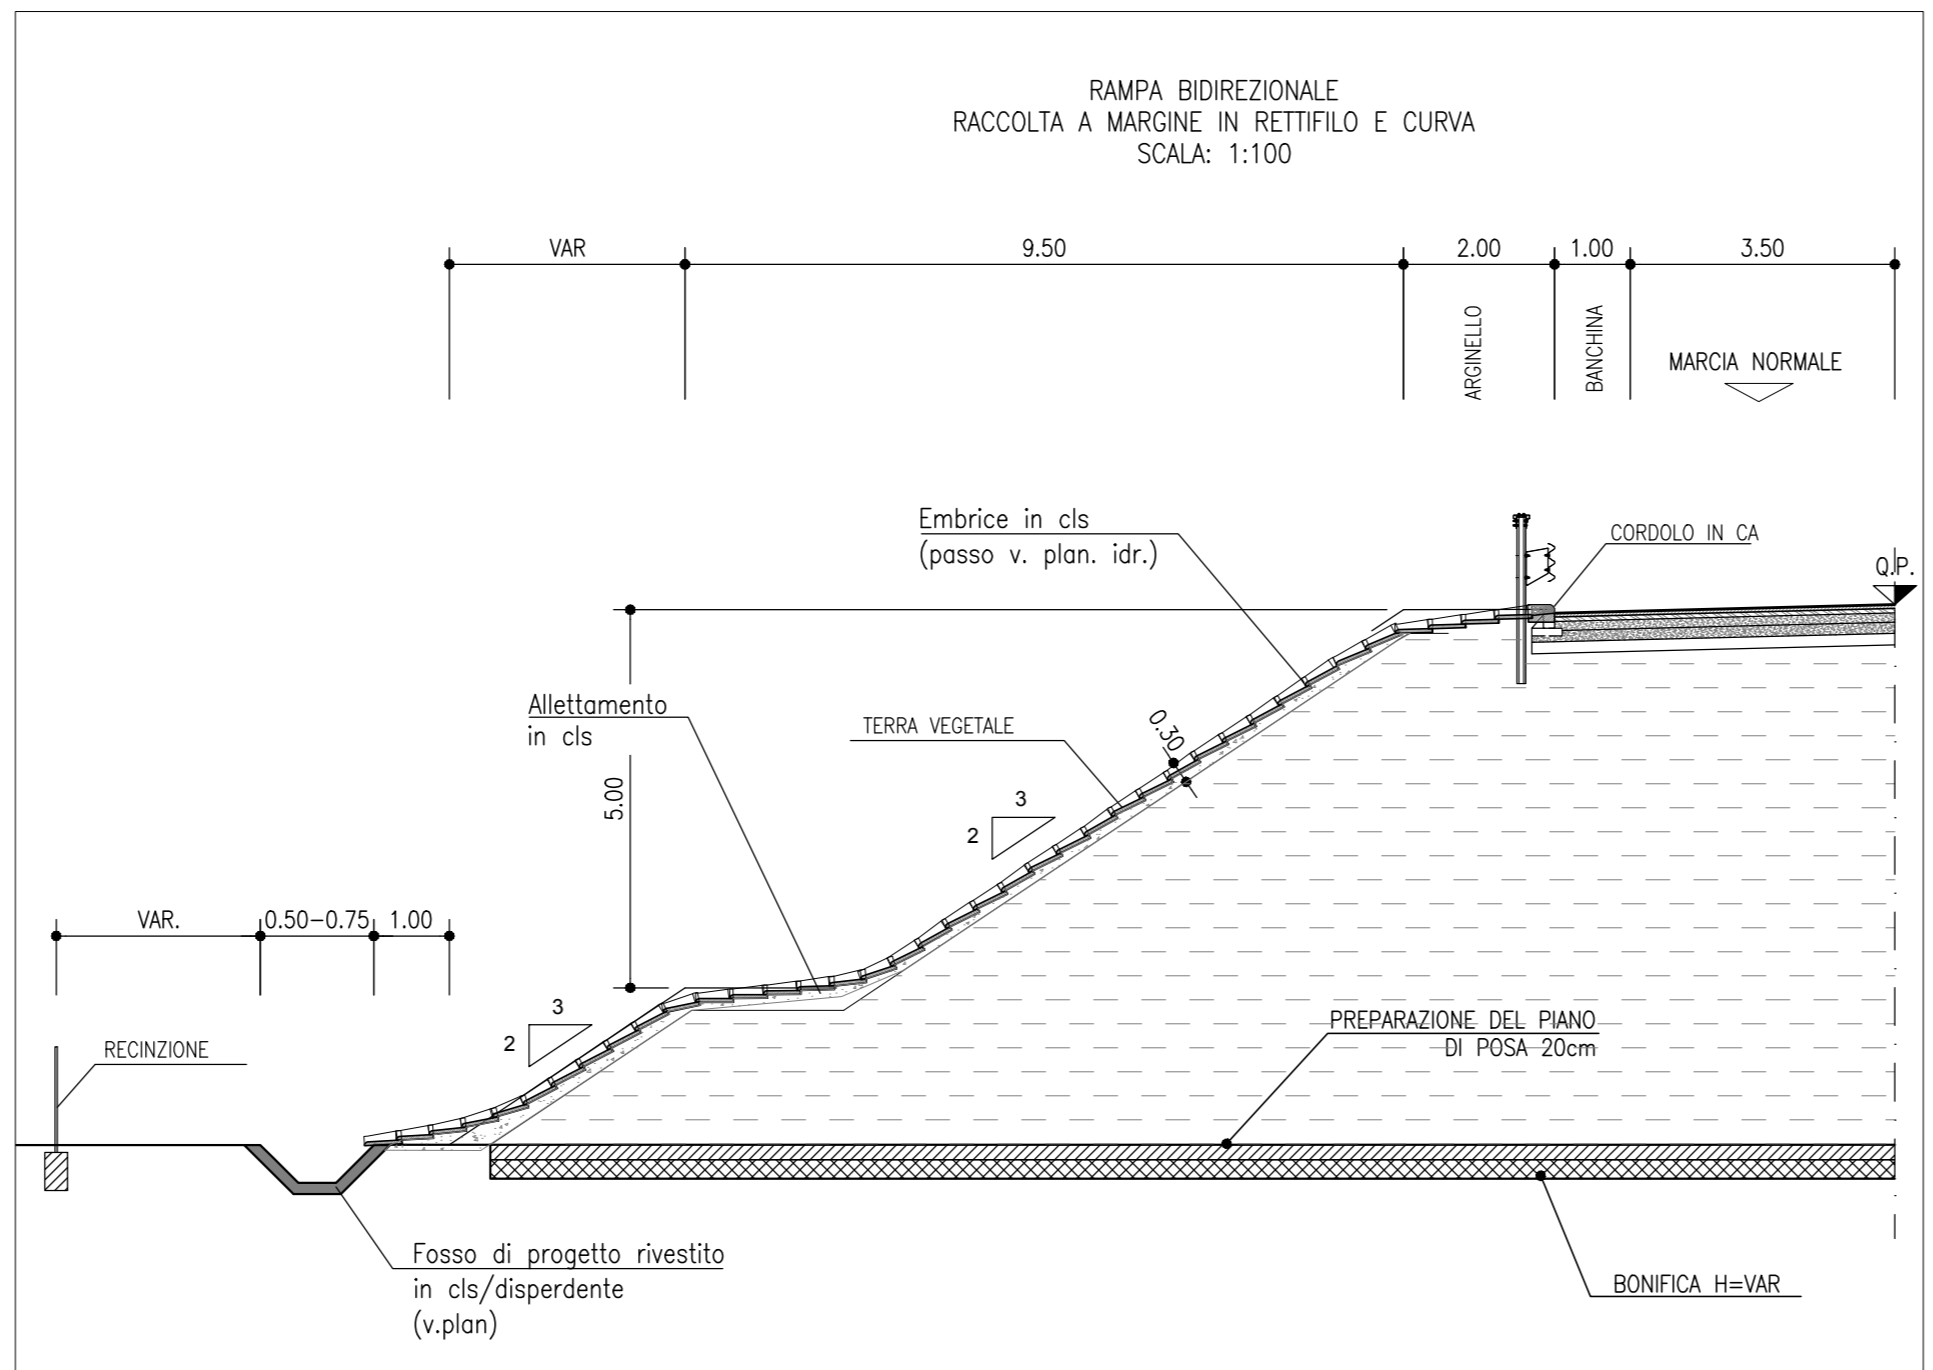 RAMPA BIDIREZIONALE
RACCOLTA A MARGINE IN RETTIFILO E CURVA
SCALA: 1:100
VAR
9.50
2.00
1.00
3.50
ARGINELLO
BANCHINA
MARCIA NORMALE
Embrice in cls
(passo v. plan. idr.)
CORDOLO IN CA
Q.P.
Allettamento
in cls
TERRA VEGETALE
0.30
5.00
3
2
VAR.
0.50-0.75
1.00
3
2
RECINZIONE
PREPARAZIONE DEL PIANO
DI POSA 20cm
Fosso di progetto rivestito
in cls/disperdente
(v.plan)
BONIFICA H=VAR